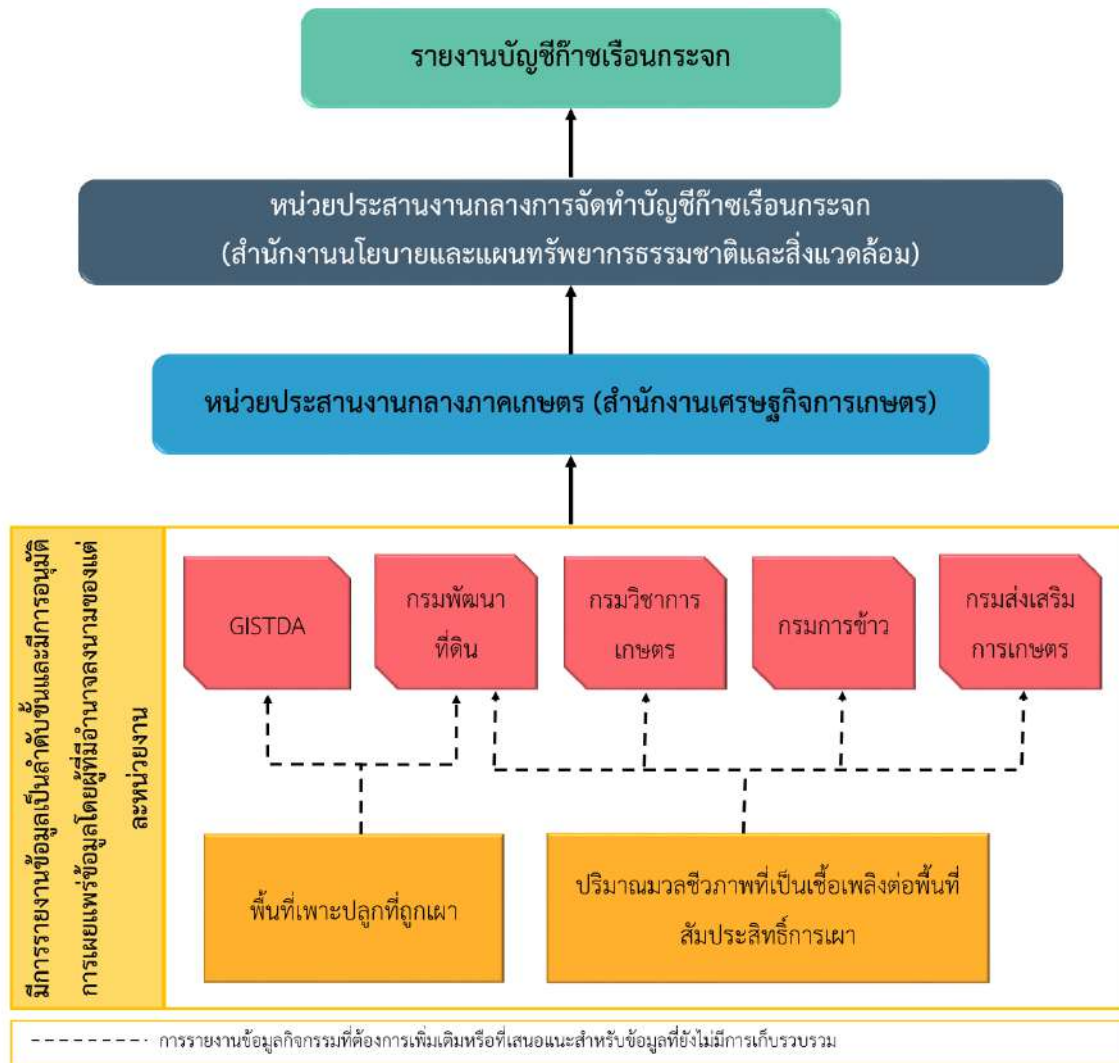 รายงานบัญชีก๊าซเรือนกระจก
หน่วยประสานงานกลางการจัดทำบัญชีก๊าซเรือนกระจก
(สำนักงานนโยบายและแผนทรัพยากรธรรมชาติและสิ่งแวดล้อม)
หน่วยประสานงานกลางภาคเกษตร (สำนักงานเศรษฐกิจการเกษตร)
มีการรายงานข้อมูลเป็นลำดับขั้นและมีการอนุมัติ
การเผยแพร่ข้อมูลโดยผู้ที่มีอำนาจลงนามของแต่
ละหน่วยงาน
GISTDA
กรมพัฒนา
ที่ดิน
กรมวิชาการ
เกษตร
กรมการข้าว
กรมส่งเสริม
การเกษตร
พื้นที่เพาะปลูกที่ถูกเผา
ปริมาณมวลชีวภาพที่เป็นเชื้อเพลิงต่อพื้นที่
สัมประสิทธิ์การเผา
การรายงานข้อมูลกิจกรรมที่ต้องการเพิ่มเติมหรือที่เสนอแนะสำหรับข้อมูลที่ยังไม่มีการเก็บรวบรวม